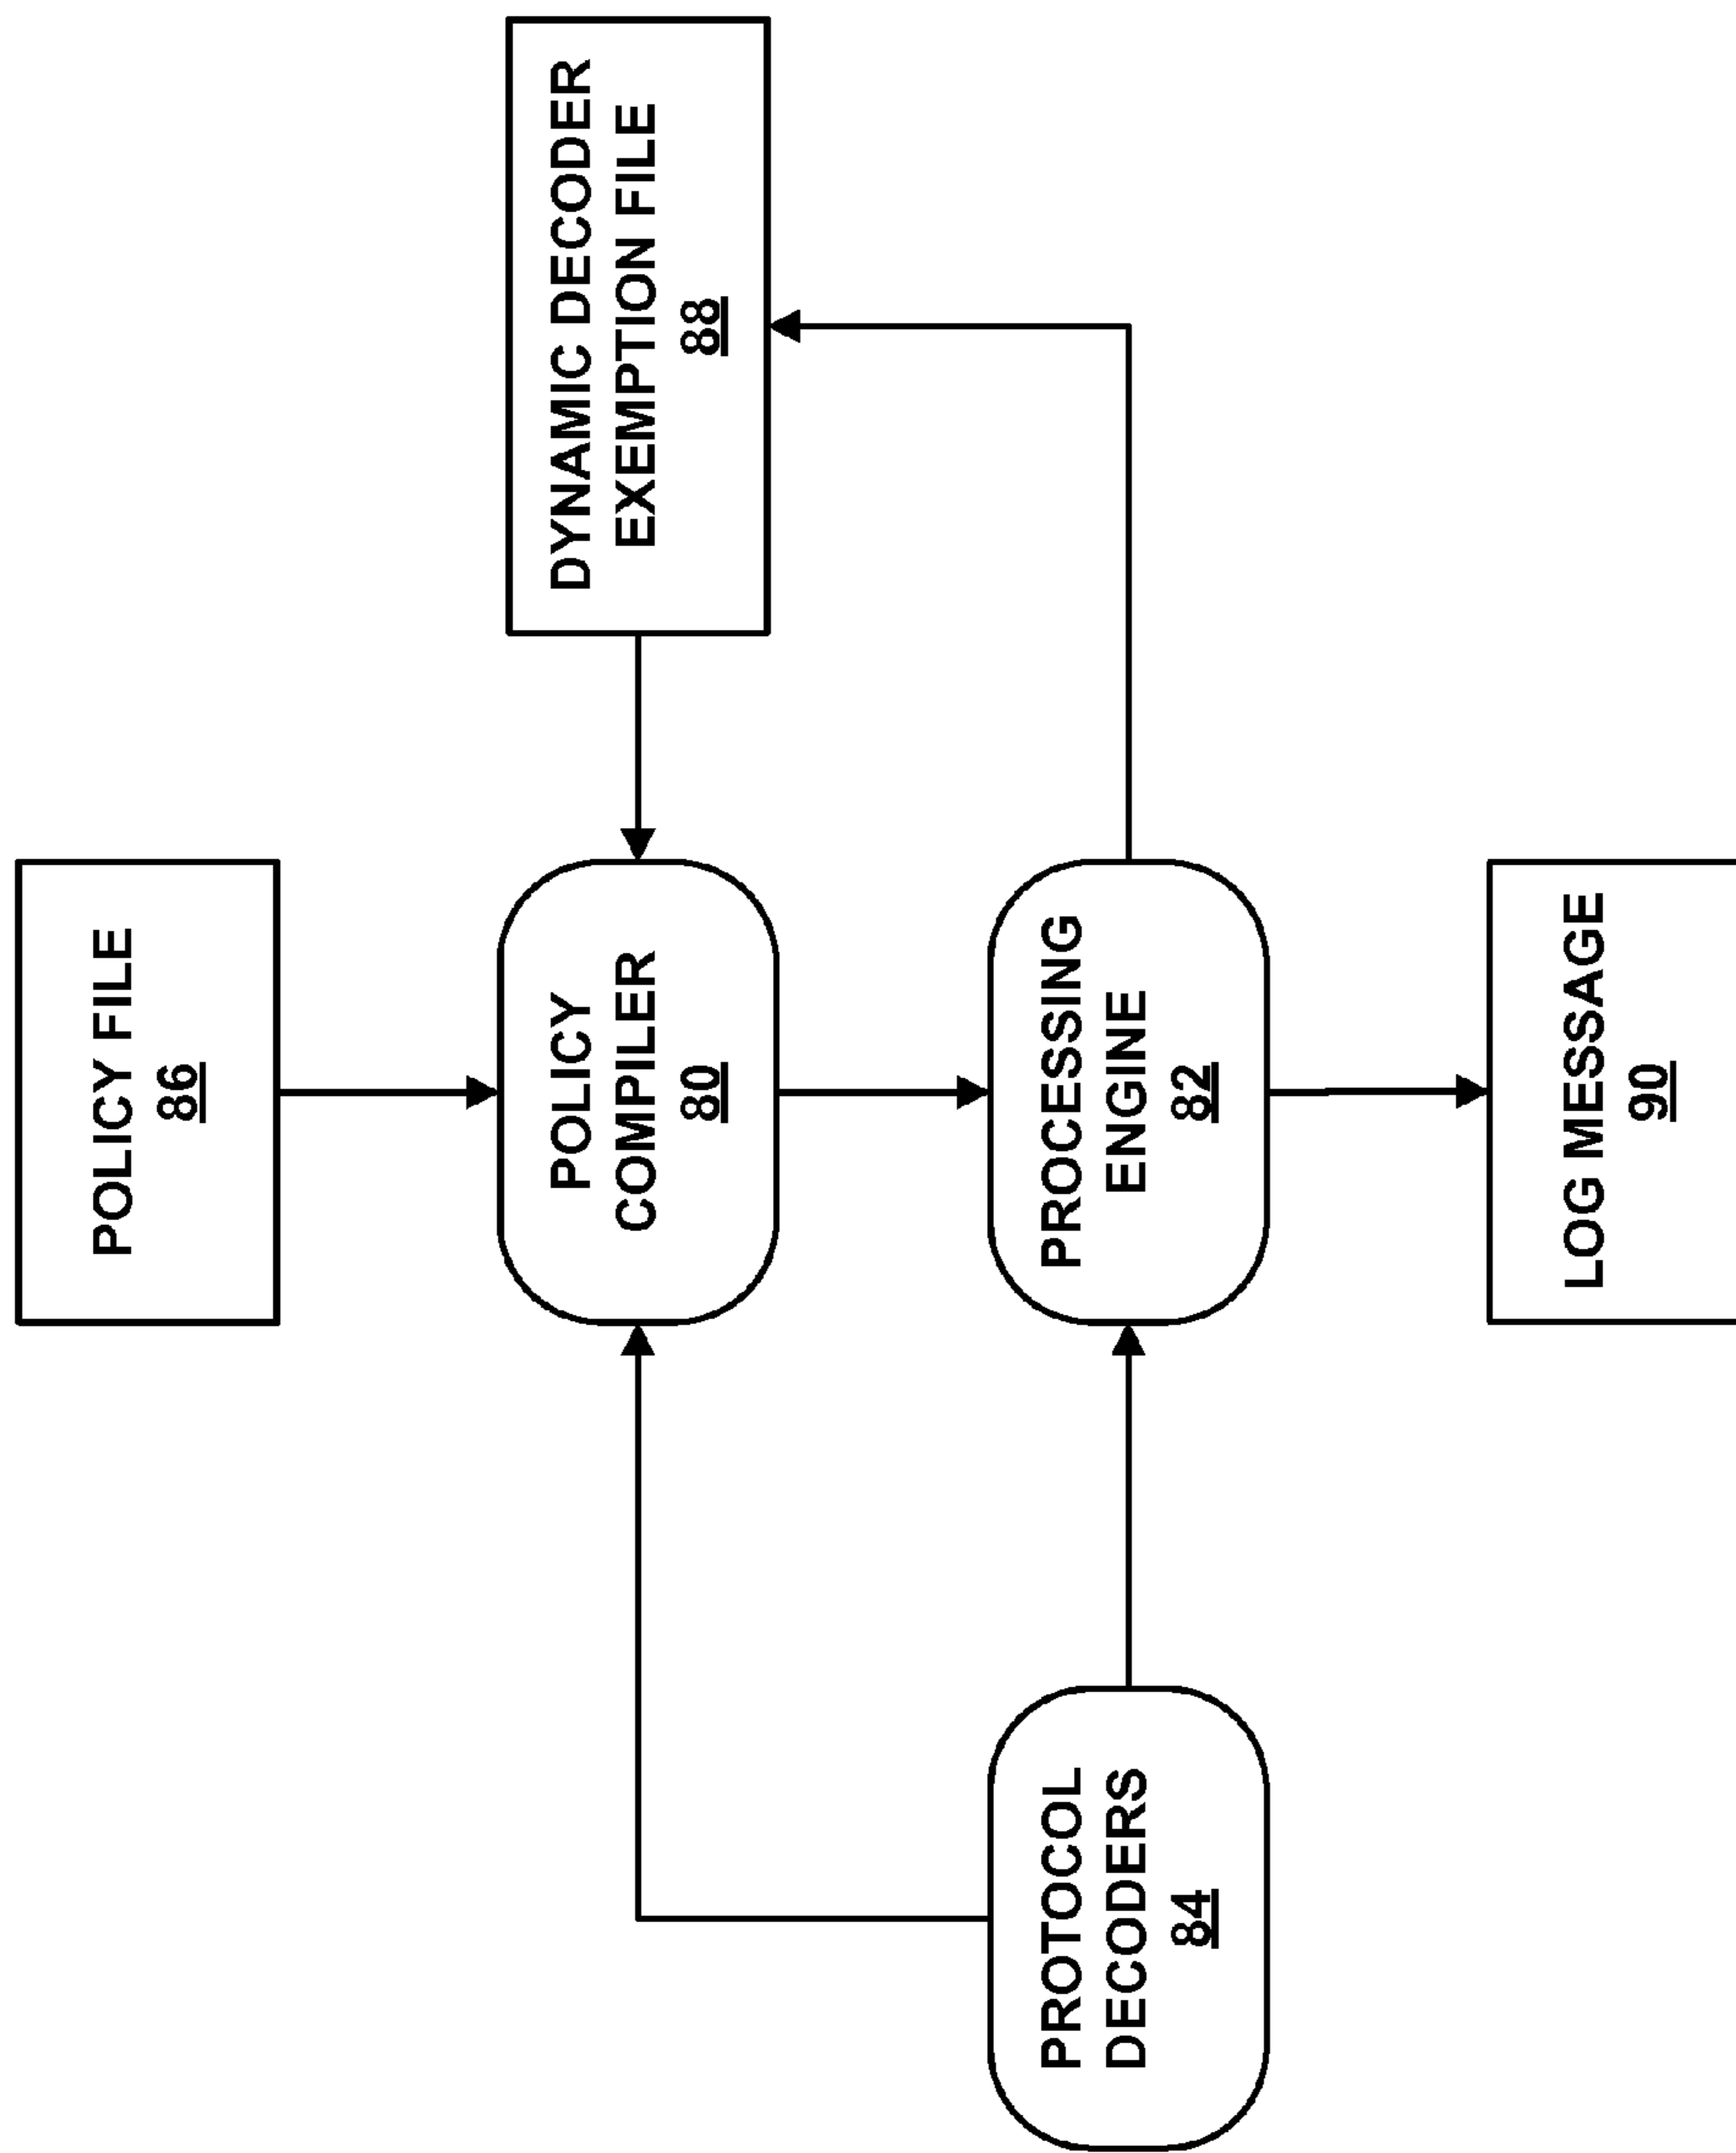 POLICY FILE
86
DYNAMIC DECODER
EXEMPTION FILE
88
POLICY
COMPILER
80
PROCESSING
ENGINE
82
PROTOCOL
DECODERS
84
LOG MESSAGE
90